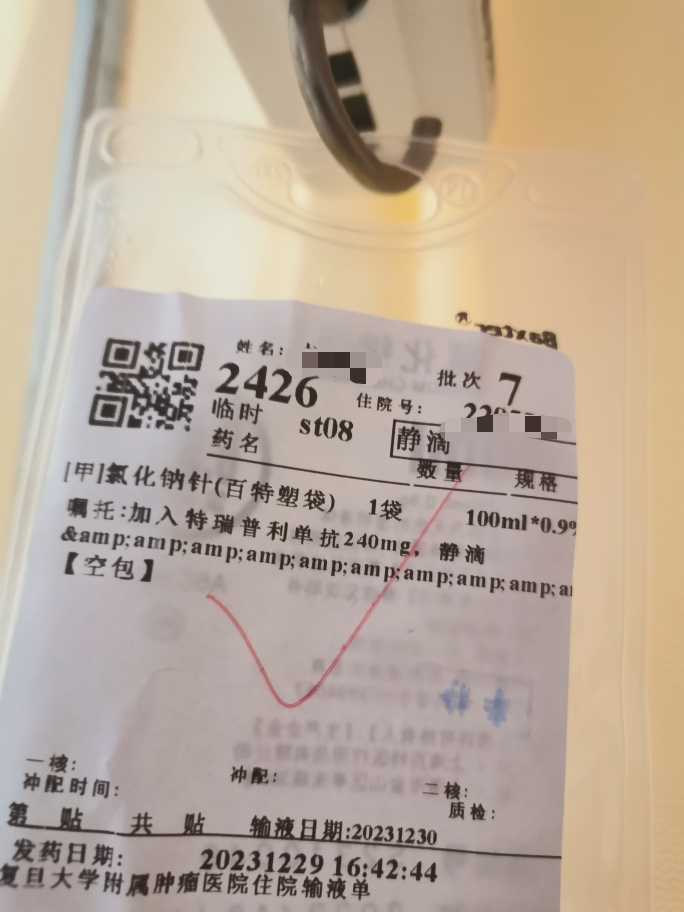 Baxter®
姓名：
批次 7
2426
住院号：
临时
st08
静滴
药名
数量
规格
[甲]氯化钠针(百特塑袋)
1袋
100ml*0.9%
嘱托:加入特瑞普利单抗240mg, 静滴
&amp;amp;amp;amp;amp;amp;amp;amp;amp;a
【空包】
一核：
冲配：
二核：
冲配时间：
质检：
第 贴 共 贴
输液日期:20231230
发药日期：
20231229 16:42:44
复旦大学附属肿瘤医院住院输液单